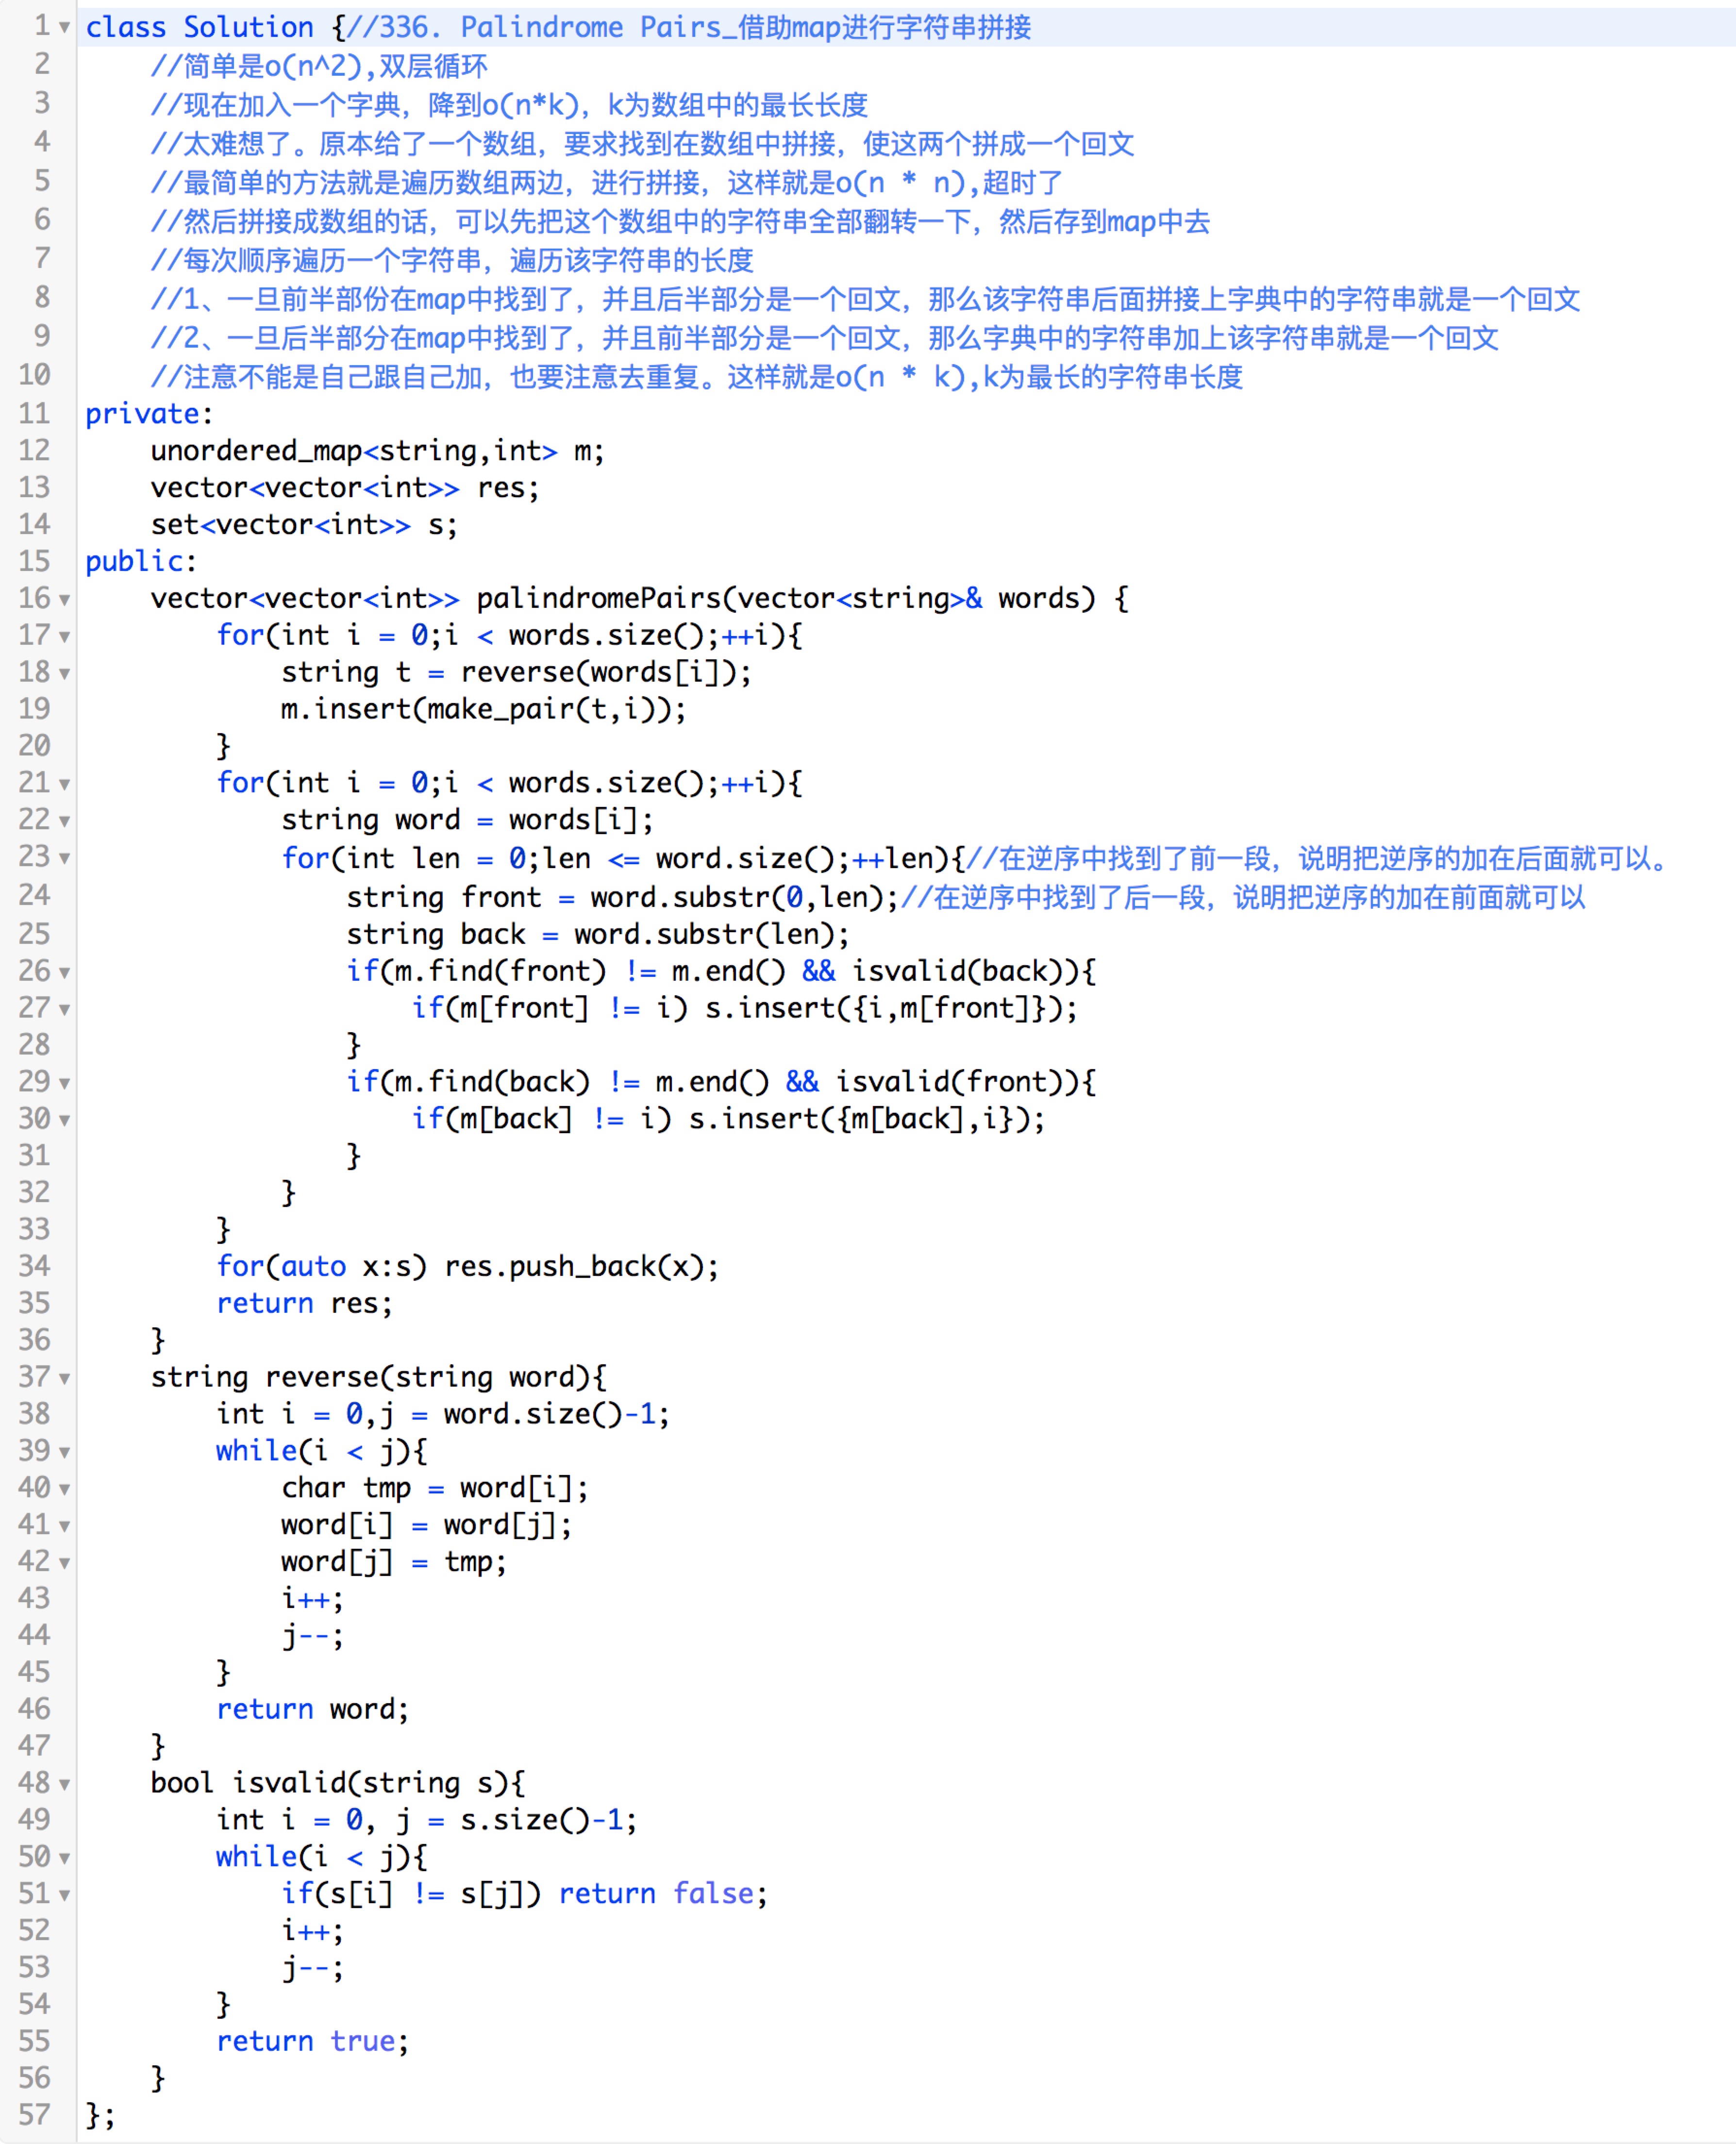 1 class Solution {//336. Palindrome Pairs_借助map进行字符串拼接
2     //简单是o(n^2),双层循环
3     //现在加入一个字典，降到o(n*k)，k为数组中的最长长度
4     //太难想了。原本给了一个数组，要求找到在数组中拼接，使这两个拼成一个回文
5     //最简单的方法就是遍历数组两边，进行拼接，这样就是o(n * n),超时了
6     //然后拼接成数组的话，可以先把这个数组中的字符串全部翻转一下，然后存到map中去
7     //每次顺序遍历一个字符串，遍历该字符串的长度
8     //1、一旦前半部份在map中找到了，并且后半部分是一个回文，那么该字符串后面拼接上字典中的字符串就是一个回文
9     //2、一旦后半部分在map中找到了，并且前半部分是一个回文，那么字典中的字符串加上该字符串就是一个回文
10     //注意不能是自己跟自己加，也要注意去重复。这样就是o(n * k),k为最长的字符串长度
11 private:
12     unordered_map<string,int> m;
13     vector<vector<int>> res;
14     set<vector<int>> s;
15 public:
16     vector<vector<int>> palindromePairs(vector<string>& words) {
17         for(int i = 0;i < words.size();++i){
18             string t = reverse(words[i]);
19             m.insert(make_pair(t,i));
20         }
21         for(int i = 0;i < words.size();++i){
22             string word = words[i];
23             for(int len = 0;len <= word.size();++len){//在逆序中找到了前一段，说明把逆序的加在后面就可以。
24                 string front = word.substr(0,len);//在逆序中找到了后一段，说明把逆序的加在前面就可以
25                 string back = word.substr(len);
26                 if(m.find(front) != m.end() && isvalid(back)){
27                     if(m[front] != i) s.insert({i,m[front]});
28                 }
29                 if(m.find(back) != m.end() && isvalid(front)){
30                     if(m[back] != i) s.insert({m[back],i});
31                 }
32             }
33         }
34         for(auto x:s) res.push_back(x);
35         return res;
36     }
37     string reverse(string word){
38         int i = 0,j = word.size()-1;
39         while(i < j){
40             char tmp = word[i];
41             word[i] = word[j];
42             word[j] = tmp;
43             i++;
44             j--;
45         }
46         return word;
47     }
48     bool isvalid(string s){
49         int i = 0, j = s.size()-1;
50         while(i < j){
51             if(s[i] != s[j]) return false;
52             i++;
53             j--;
54         }
55         return true;
56     }
57 };